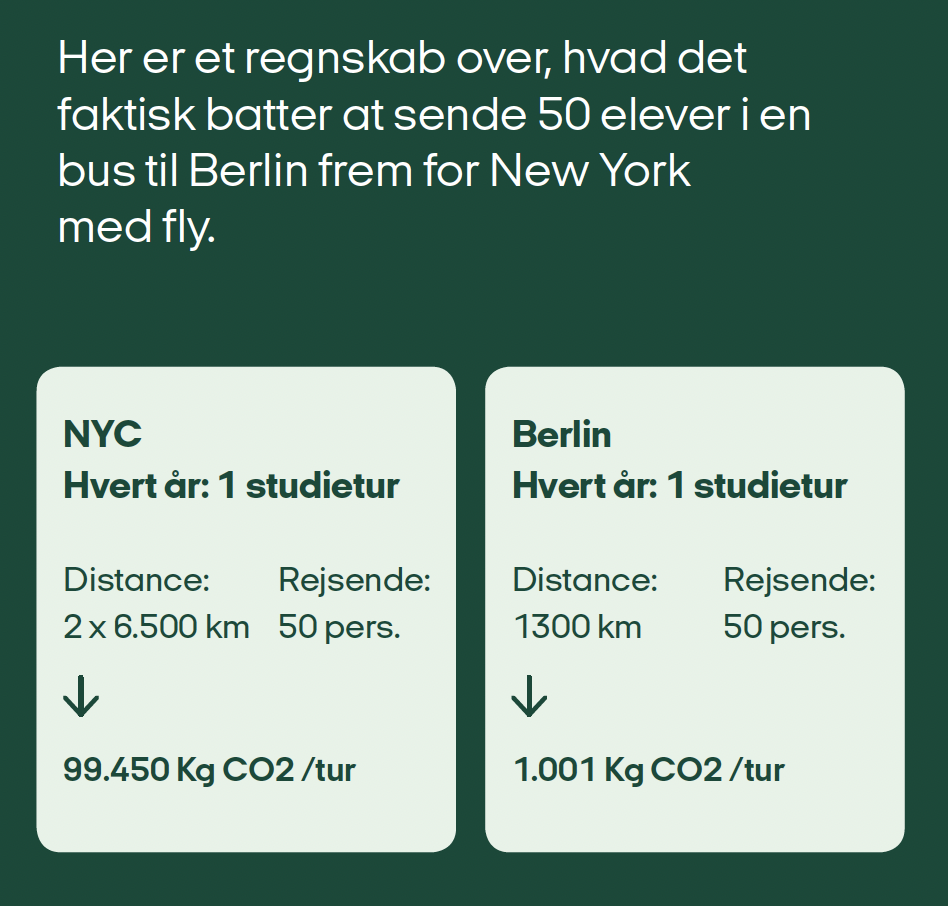 Her er et regnskab over, hvad det
faktisk batter at sende 50 elever i en
bus til Berlin frem for New York
med fly.
NYC
Hvert år: 1 studietur
Distance:
2 x 6.500 km
Rejsende:
50 pers.
99.450 Kg CO2 /tur
Berlin
Hvert år: 1 studietur
Distance:
1300 km
Rejsende:
50 pers.
1.001 Kg CO2 /tur